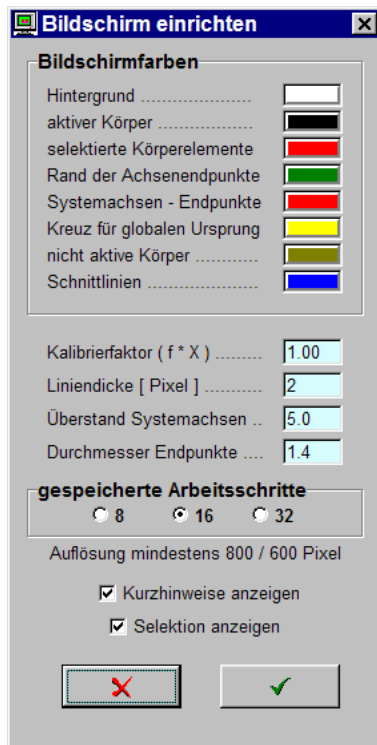 Bildschirm einrichten
Bildschirmfarben
Hintergrund .....................
aktiver Körper ..................
selektierte Körperelemente
Rand der Achsenendpunkte
Systemachsen - Endpunkte
Kreuz für globalen Ursprung
nicht aktive Körper ............
Schnittlinien .....................
Kalibrierfaktor ( f * X ) ......... 1.00
Liniendicke [ Pixel ] ........... 2
Überstand Systemachsen .. 5.0
Durchmesser Endpunkte .... 1.4
gespeicherte Arbeitsschritte
8 16 32
Auflösung mindestens 800 / 600 Pixel
Kurzhinweise anzeigen
Selektion anzeigen